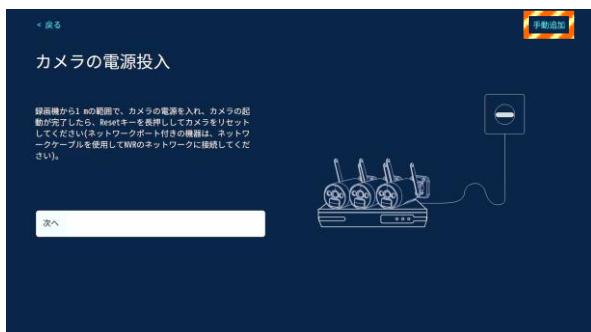 < 戻る
手動追加
カメラの電源投入
録画機から1 mの範囲で、カメラの電源を入れ、カメラの起
動が完了したら、Resetキーを長押ししてカメラをリセット
してください(ネットワークポート付きの機器は、ネットワ
ークケーブルを使用してNVRのネットワークに接続してくだ
さい)。
次へ